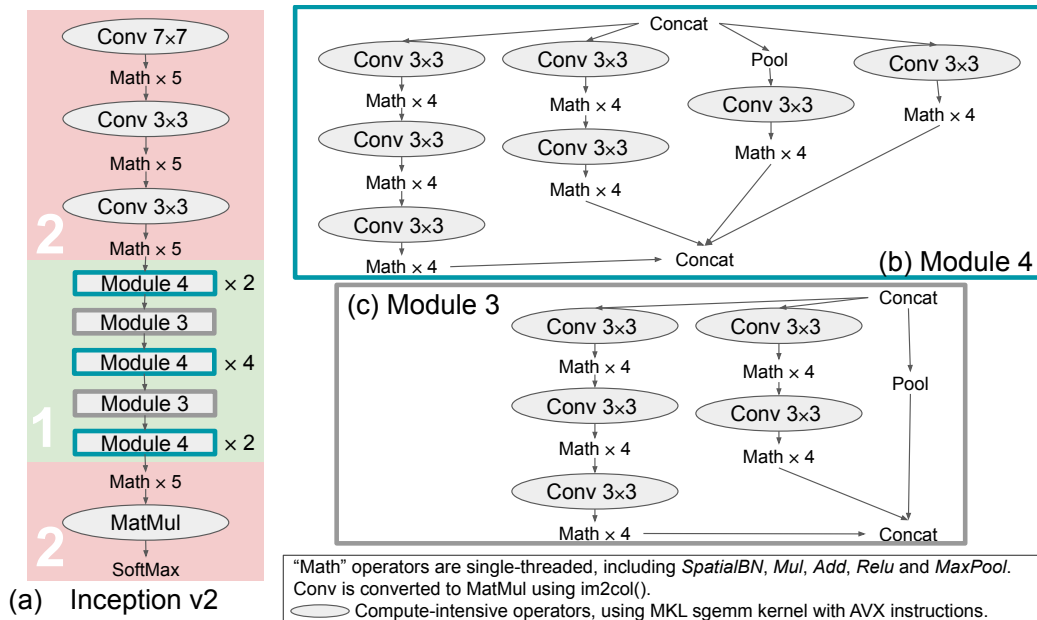 Conv 7×7
Math × 5
Conv 3×3
Math × 5
Conv 3×3
2
Math × 5
Module 4 × 2
Module 3
Module 4 × 4
Module 3
1
Module 4 × 2
Math × 5
MatMul
2
SoftMax
(a) Inception v2
Concat
Conv 3×3 Conv 3×3 Pool Conv 3×3
Math × 4 Math × 4 Conv 3×3 Math × 4
Conv 3×3 Conv 3×3 Math × 4
Math × 4 Math × 4
Conv 3×3
Math × 4 Concat
(b) Module 4
(c) Module 3
Concat
Conv 3×3 Conv 3×3
Math × 4 Math × 4 Pool
Conv 3×3 Conv 3×3
Math × 4 Math × 4
Conv 3×3
Math × 4 Concat
“Math” operators are single-threaded, including SpatialBN, Mul, Add, Relu and MaxPool.
Conv is converted to MatMul using im2col().
Compute-intensive operators, using MKL sgemm kernel with AVX instructions.